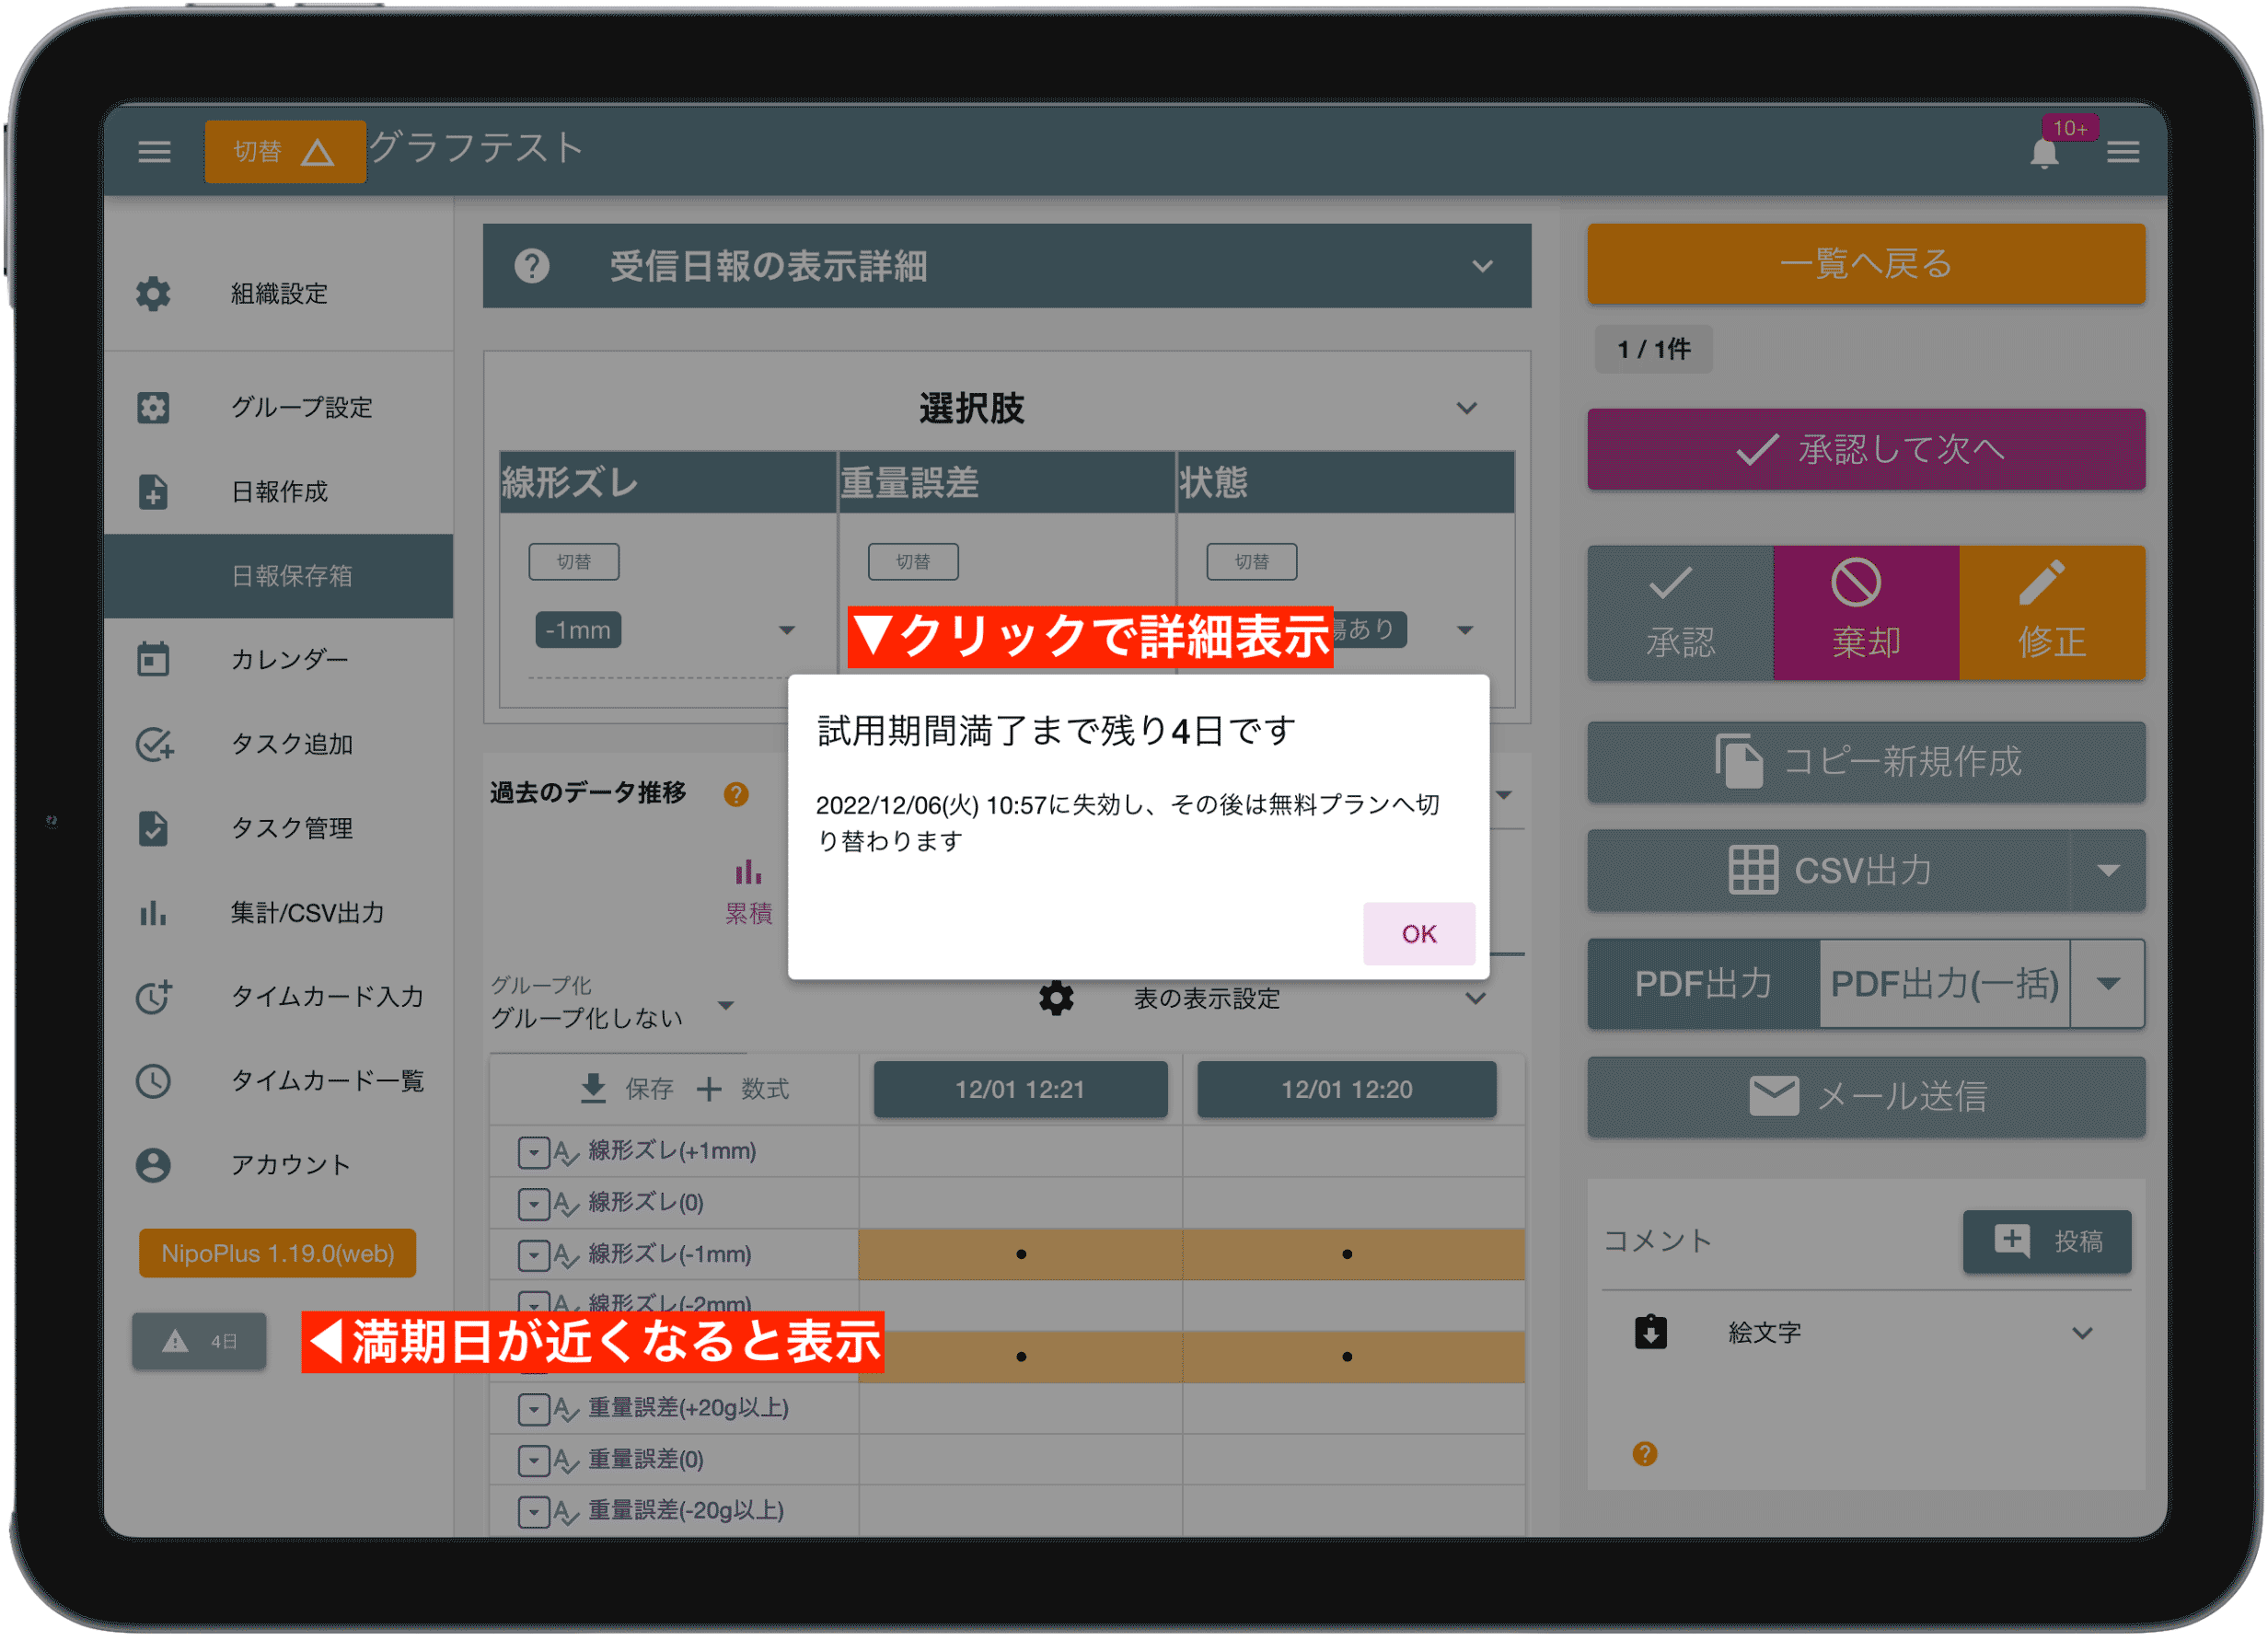 切替
グラフテスト
10+
組織設定
グループ設定
日報作成
日報保存箱
カレンダー
タスク追加
タスク管理
集計/CSV出力
タイムカード入力
タイムカード一覧
アカウント
NipoPlus 1.19.0(web)
4日
◀満期日が近くなると表示
受信日報の表示詳細
選択肢
線形ズレ 重量誤差 状態
切替 切替 切替
-1mm
傷あり
▼クリックで詳細表示
試用期間満了まで残り4日です
2022/12/06(火) 10:57に失効し、その後は無料プランへ切
り替わります
OK
過去のデータ推移
累積
グループ化
グループ化しない
表の表示設定
保存 数式 12/01 12:21 12/01 12:20
線形ズレ(+1mm)
線形ズレ(0)
線形ズレ(-1mm)
線形ズレ(-2mm)
重量誤差(+20g以上)
重量誤差(0)
重量誤差(-20g以上)
一覧へ戻る
1 / 1件
承認して次へ
承認 棄却 修正
コピー新規作成
CSV出力
PDF出力 PDF出力(一括)
メール送信
コメント 投稿
絵文字